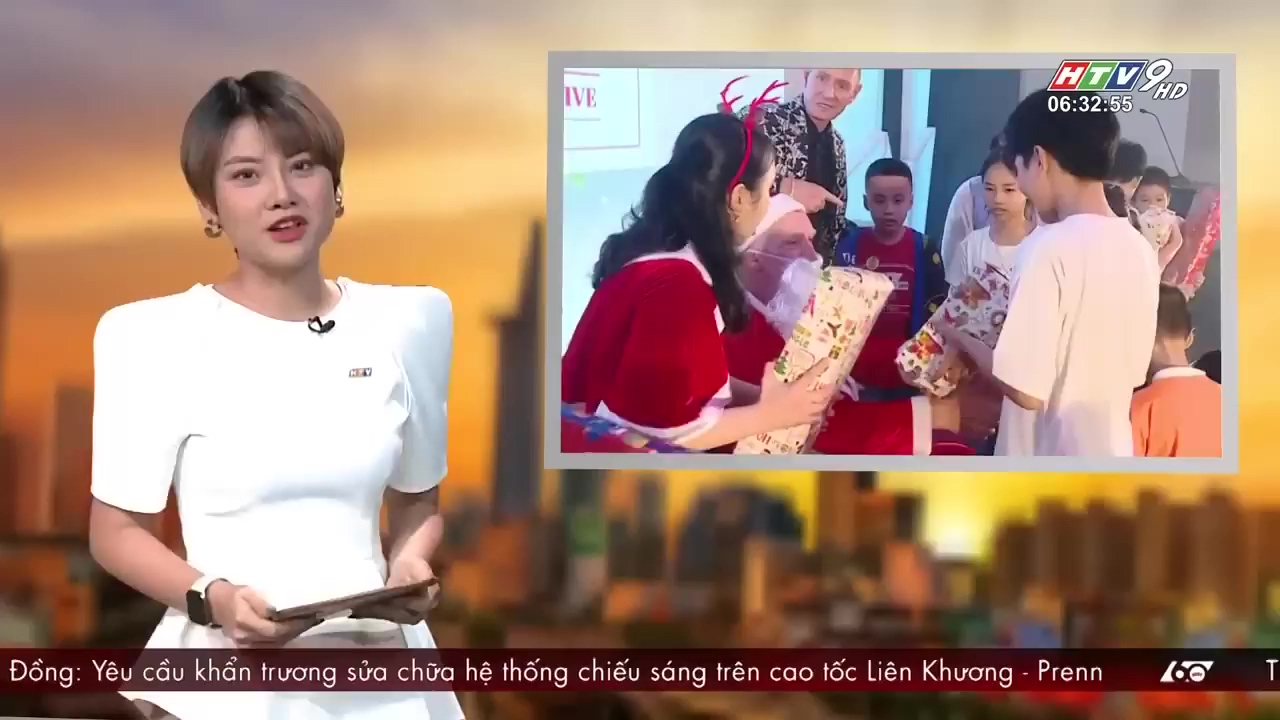 IVE
HTV9
HD
06:32:55
HTV
Đồng: Yêu cầu khẩn trương sửa chữa hệ thống chiếu sáng trên cao tốc Liên Khương - Prenn
60
T